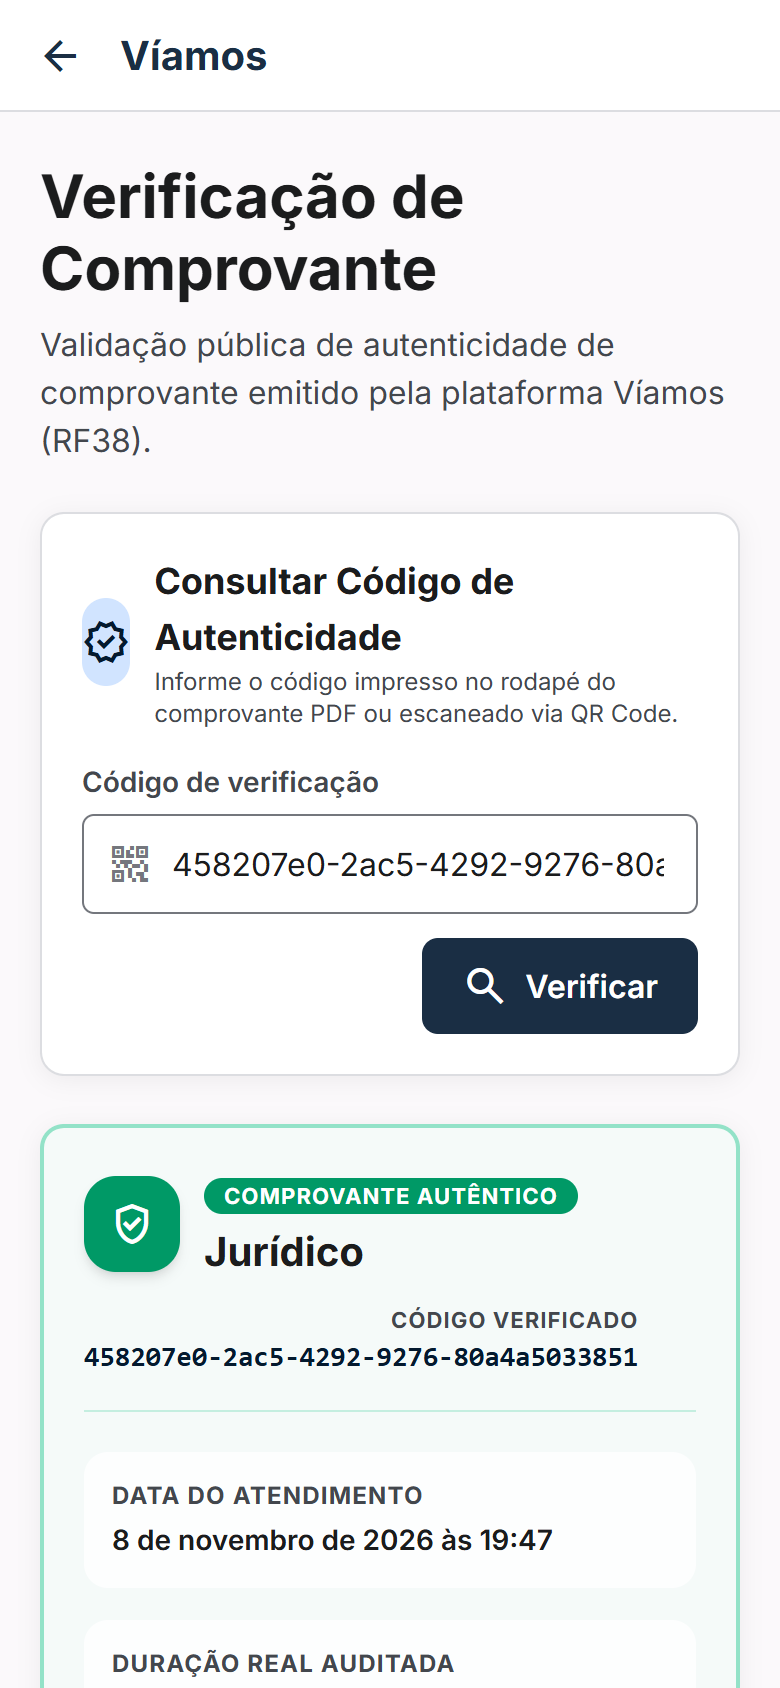 Víamos
Verificação de
Comprovante
Validação pública de autenticidade de
comprovante emitido pela plataforma Víamos
(RF38).
Consultar Código de
Autenticidade
Informe o código impresso no rodapé do
comprovante PDF ou escaneado via QR Code.
Código de verificação
458207e0-2ac5-4292-9276-80a
Verificar
COMPROVANTE AUTÊNTICO
Jurídico
CÓDIGO VERIFICADO
458207e0-2ac5-4292-9276-80a4a5033851
DATA DO ATENDIMENTO
8 de novembro de 2026 às 19:47
DURAÇÃO REAL AUDITADA